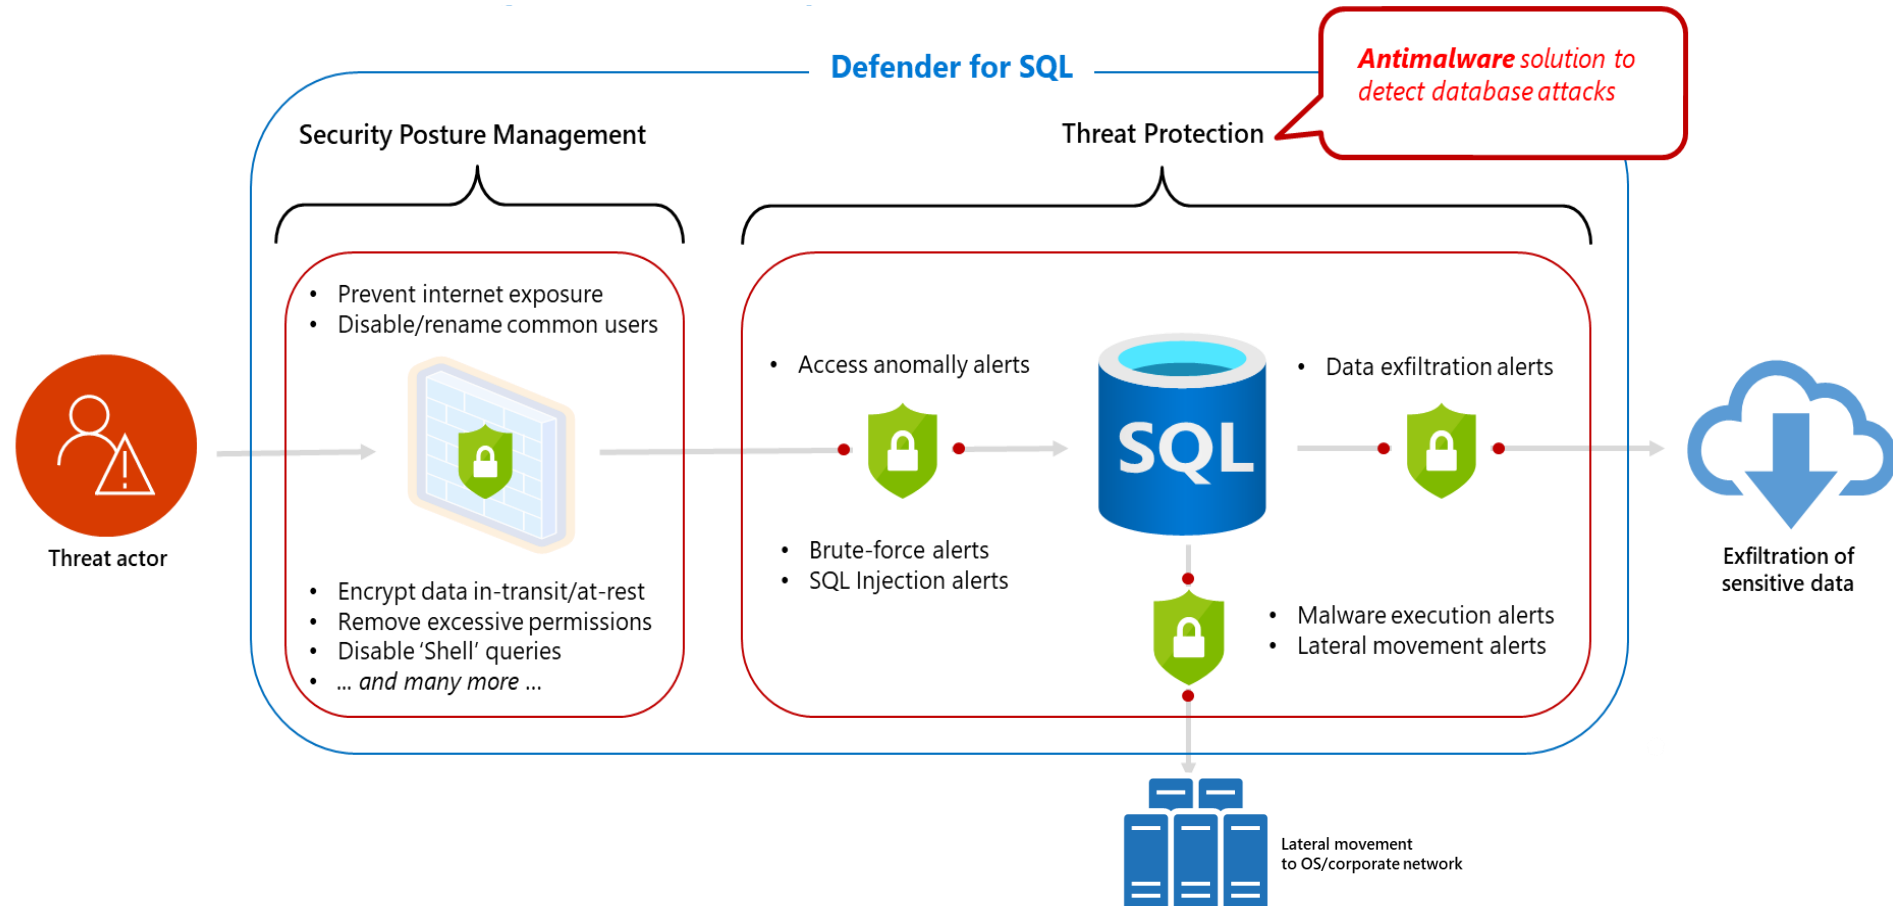 Defender for SQL
Antimalware solution to
detect database attacks
Security Posture Management
Threat Protection
• Prevent internet exposure
• Disable/rename common users
• Encrypt data in-transit/at-rest
• Remove excessive permissions
• Disable ‘Shell’ queries
• ... and many more ...
Threat actor
• Access anomally alerts
• Brute-force alerts
• SQL Injection alerts
SQL
• Data exfiltration alerts
• Malware execution alerts
• Lateral movement alerts
Exfiltration of
sensitive data
Lateral movement
to OS/corporate network